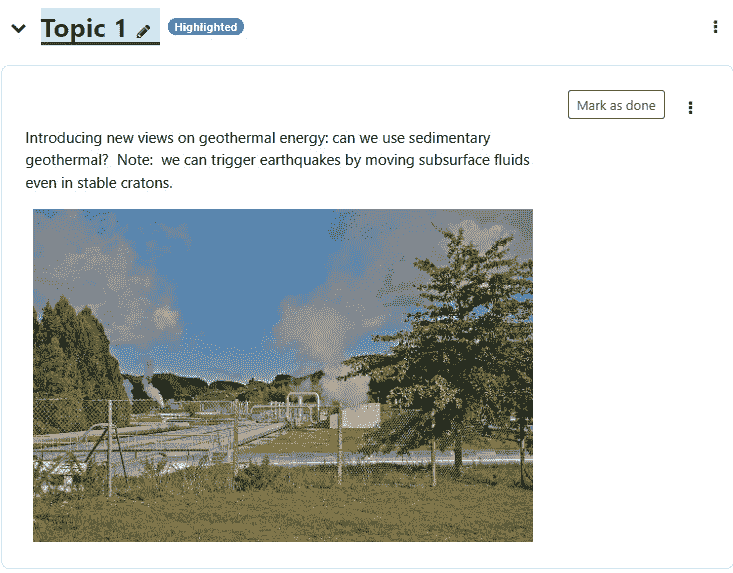 Topic 1
Highlighted
Mark as done
Introducing new views on geothermal energy: can we use sedimentary
geothermal?  Note:  we can trigger earthquakes by moving subsurface fluids
even in stable cratons.